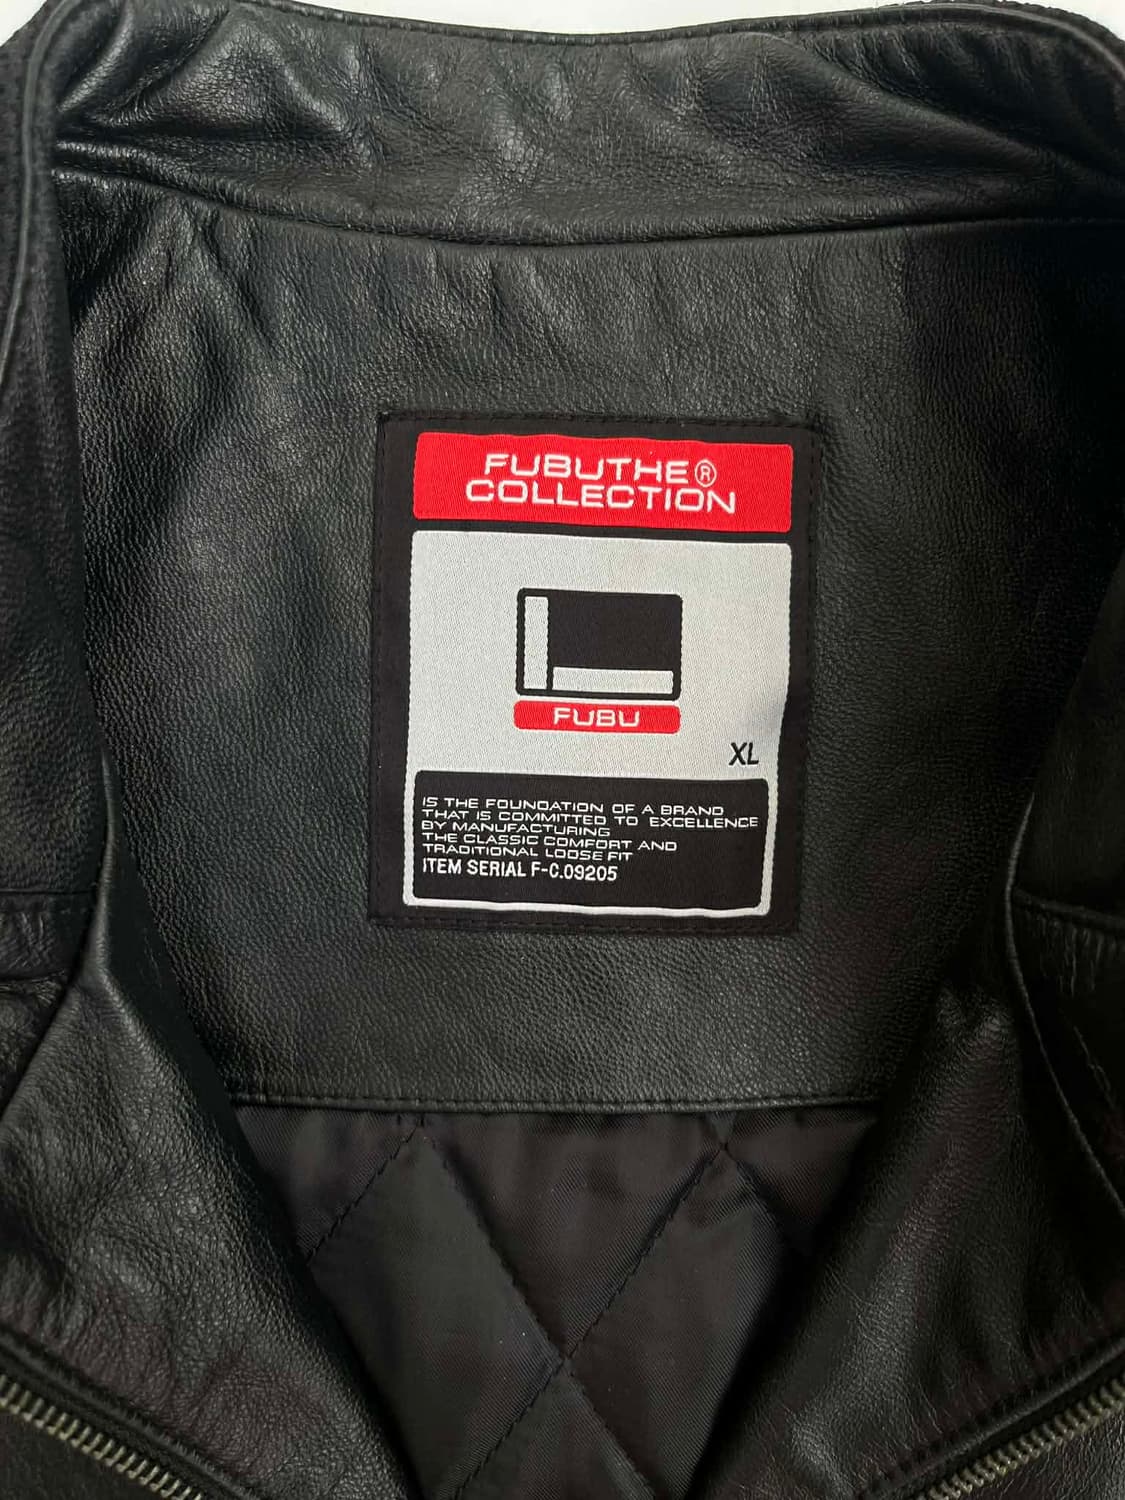 FUBUTHE®
COLLECTION
FUBU
XL
IS THE FOUNDATION OF A BRAND
THAT IS COMMITTED TO EXCELLENCE
BY MANUFACTURING
THE CLASSIC COMFORT AND
TRADITIONAL LOOSE FIT
ITEM SERIAL F-C.09205